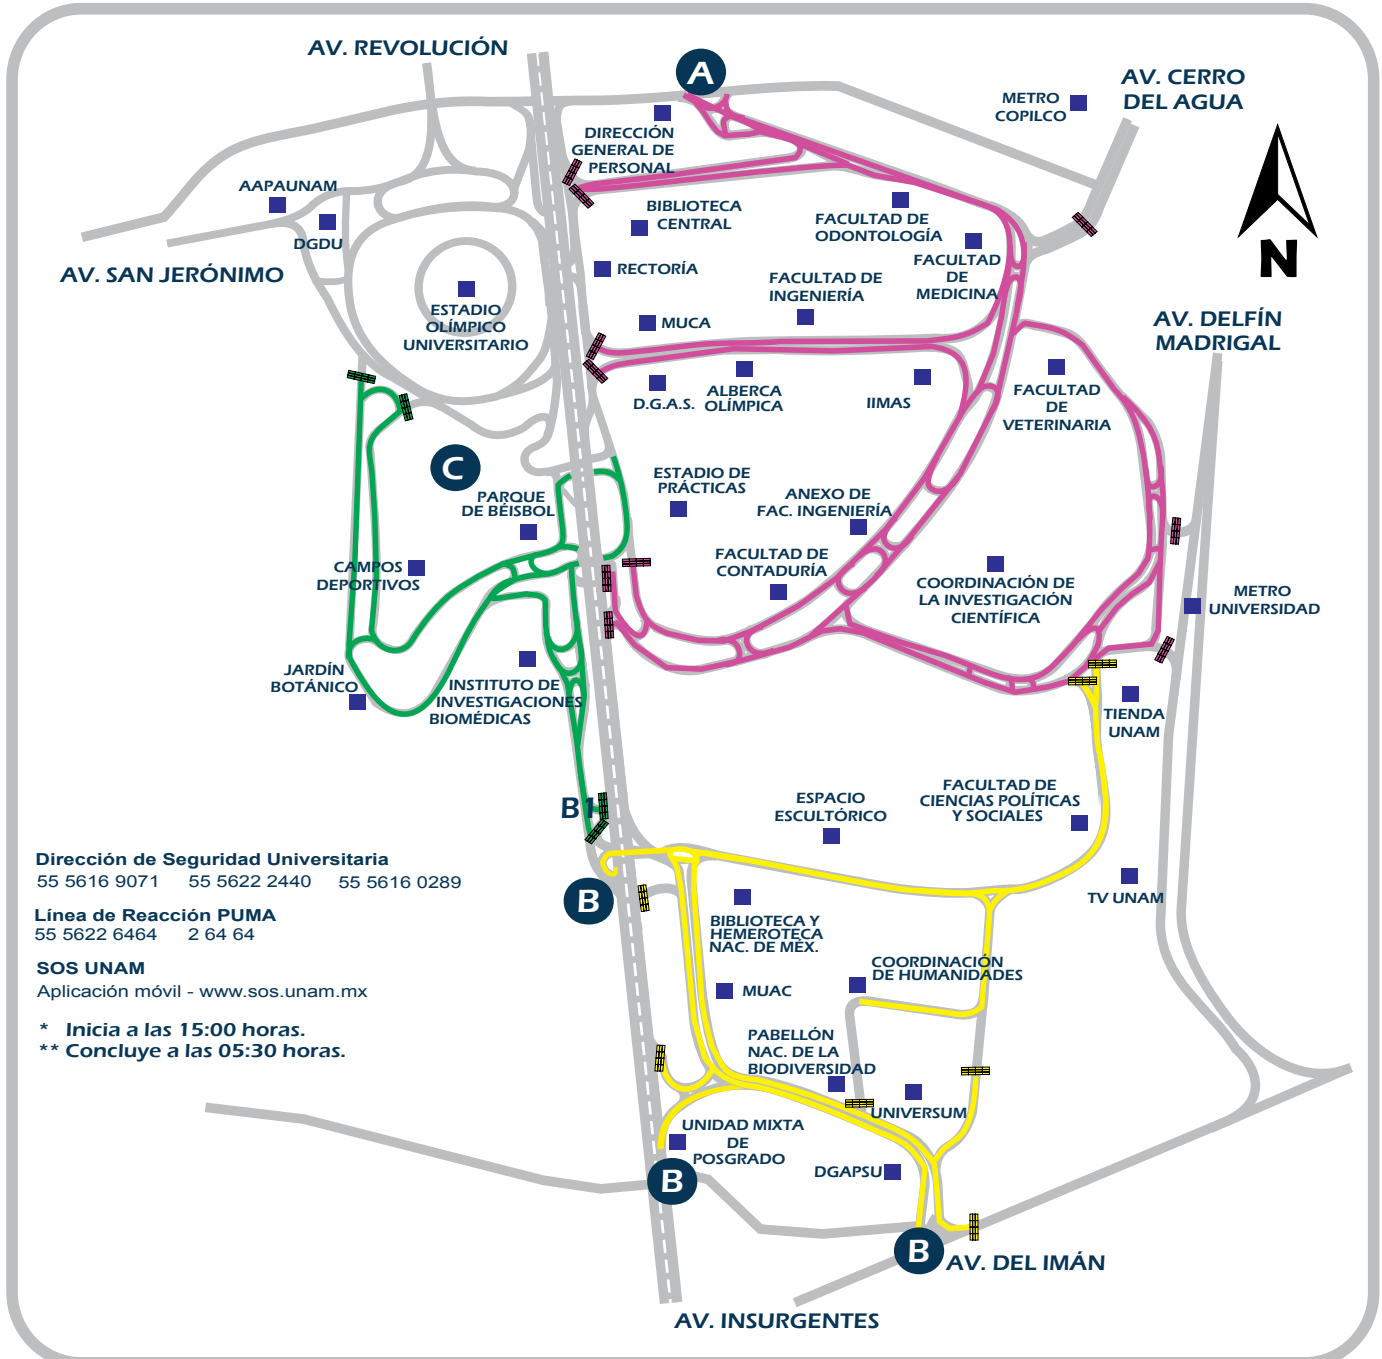 AV. REVOLUCIÓN
A
AV. CERRO
DEL AGUA
METRO
COPILCO
DIRECCIÓN
GENERAL DE
PERSONAL
AAPAUNAM
DGDU
BIBLIOTECA
CENTRAL
FACULTAD DE
ODONTOLOGÍA
FACULTAD
DE
MEDICINA
N
AV. SAN JERÓNIMO
RECTORÍA
FACULTAD DE
INGENIERÍA
ESTADIO
OLÍMPICO
UNIVERSITARIO
MUCA
AV. DELFÍN
MADRIGAL
D.G.A.S.
ALBERCA
OLÍMPICA
IIMAS
FACULTAD
DE
VETERINARIA
C
PARQUE
DE BÉISBOL
ESTADIO DE
PRÁCTICAS
ANEXO DE
FAC. INGENIERÍA
CAMPOS
DEPORTIVOS
FACULTAD DE
CONTADURÍA
COORDINACIÓN DE
LA INVESTIGACIÓN
CIENTÍFICA
METRO
UNIVERSIDAD
JARDÍN
BOTÁNICO
INSTITUTO DE
INVESTIGACIONES
BIOMÉDICAS
TIENDA
UNAM
B1
ESPACIO
ESCULTÓRICO
FACULTAD DE
CIENCIAS POLÍTICAS
Y SOCIALES
Dirección de Seguridad Universitaria
55 5616 9071 55 5622 2440 55 5616 0289
Línea de Reacción PUMA
55 5622 6464 2 64 64
SOS UNAM
Aplicación móvil - www.sos.unam.mx
* Inicia a las 15:00 horas.
** Concluye a las 05:30 horas.
B
TV UNAM
BIBLIOTECA Y
HEMEROTECA
NAC. DE MÉX.
COORDINACIÓN
DE HUMANIDADES
MUAC
PABELLÓN
NAC. DE LA
BIODIVERSIDAD
UNIVERSUM
UNIDAD MIXTA
DE
POSGRADO
B
DGAPSU
B
AV. DEL IMÁN
AV. INSURGENTES